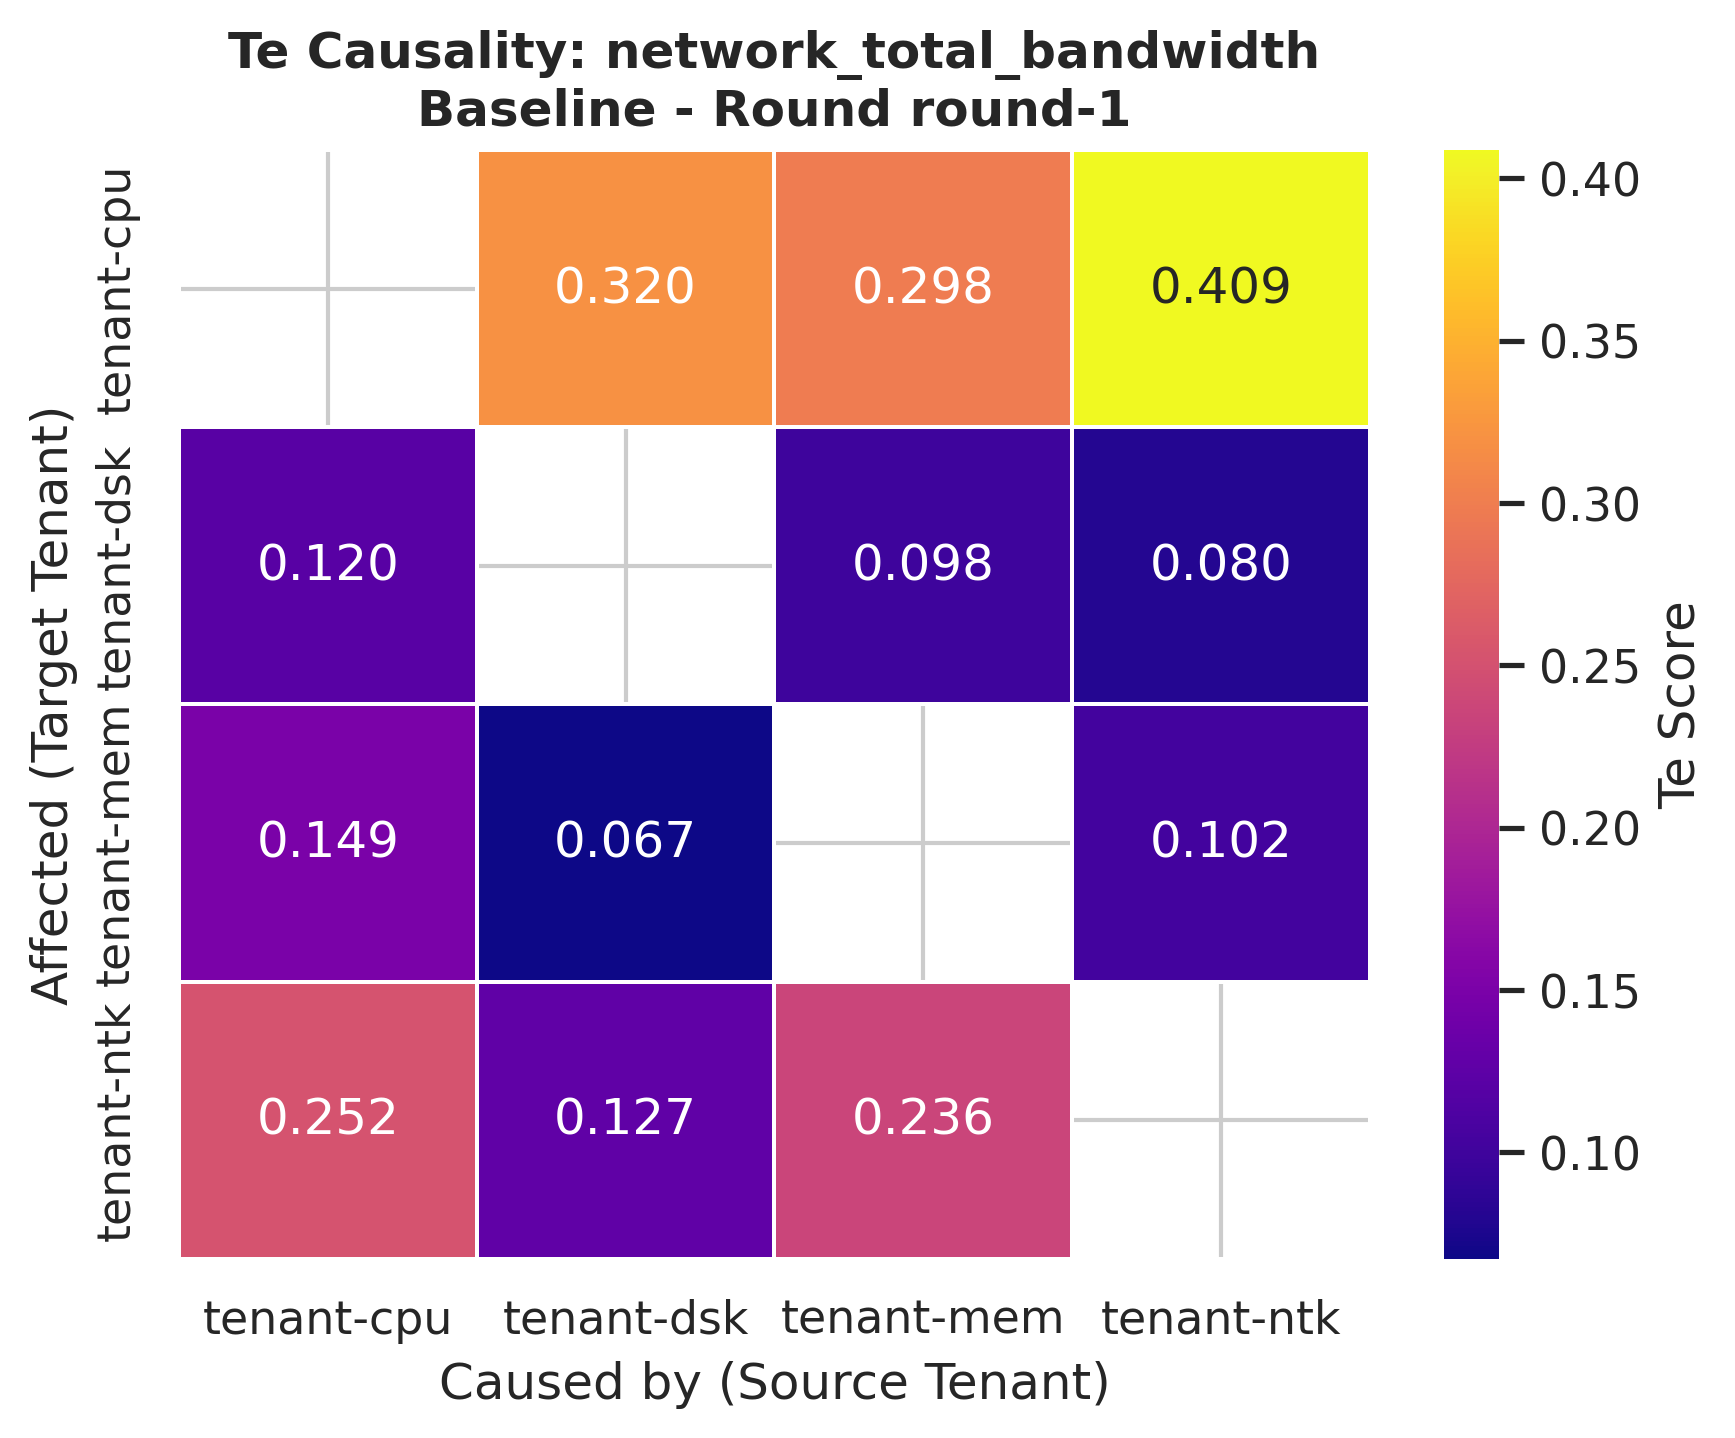 Te Causality: network_total_bandwidth
Baseline - Round round-1
Affected (Target Tenant)
tenant-cpu
0.320 0.298 0.409
tenant-dsk
0.120 0.098 0.080
tenant-mem
0.149 0.067 0.102
tenant-ntk
0.252 0.127 0.236
tenant-cpu tenant-dsk tenant-mem tenant-ntk
Caused by (Source Tenant)
0.40
0.35
0.30
0.25
0.20
0.15
0.10
Te Score